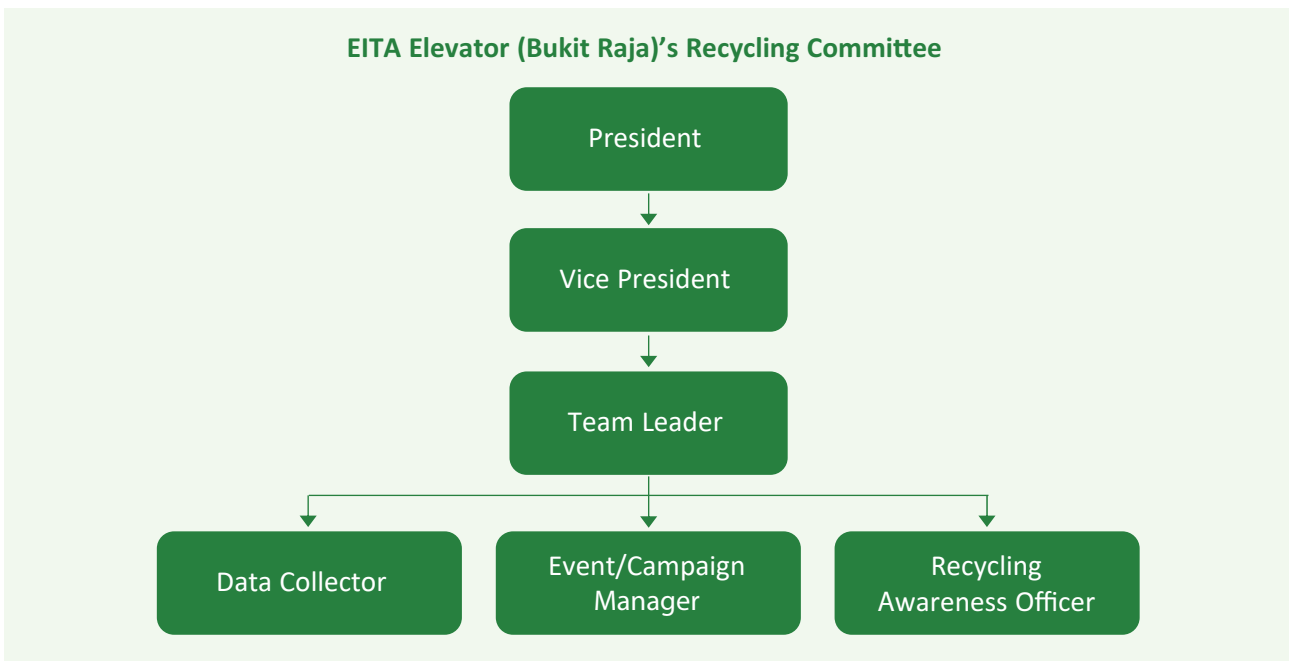 EITA Elevator (Bukit Raja)’s Recycling Committee
President
Vice President
Team Leader
Data Collector
Event/Campaign
Manager
Recycling
Awareness Officer